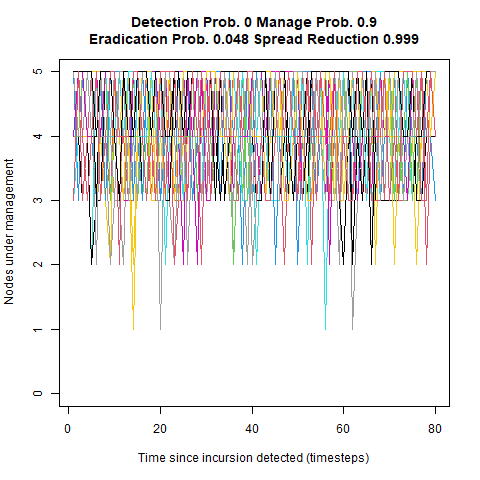 Detection Prob. 0 Manage Prob. 0.9
Eradication Prob. 0.048 Spread Reduction 0.999
Nodes under management
5
4
3
2
1
0
0
20
40
60
80
Time since incursion detected (timesteps)